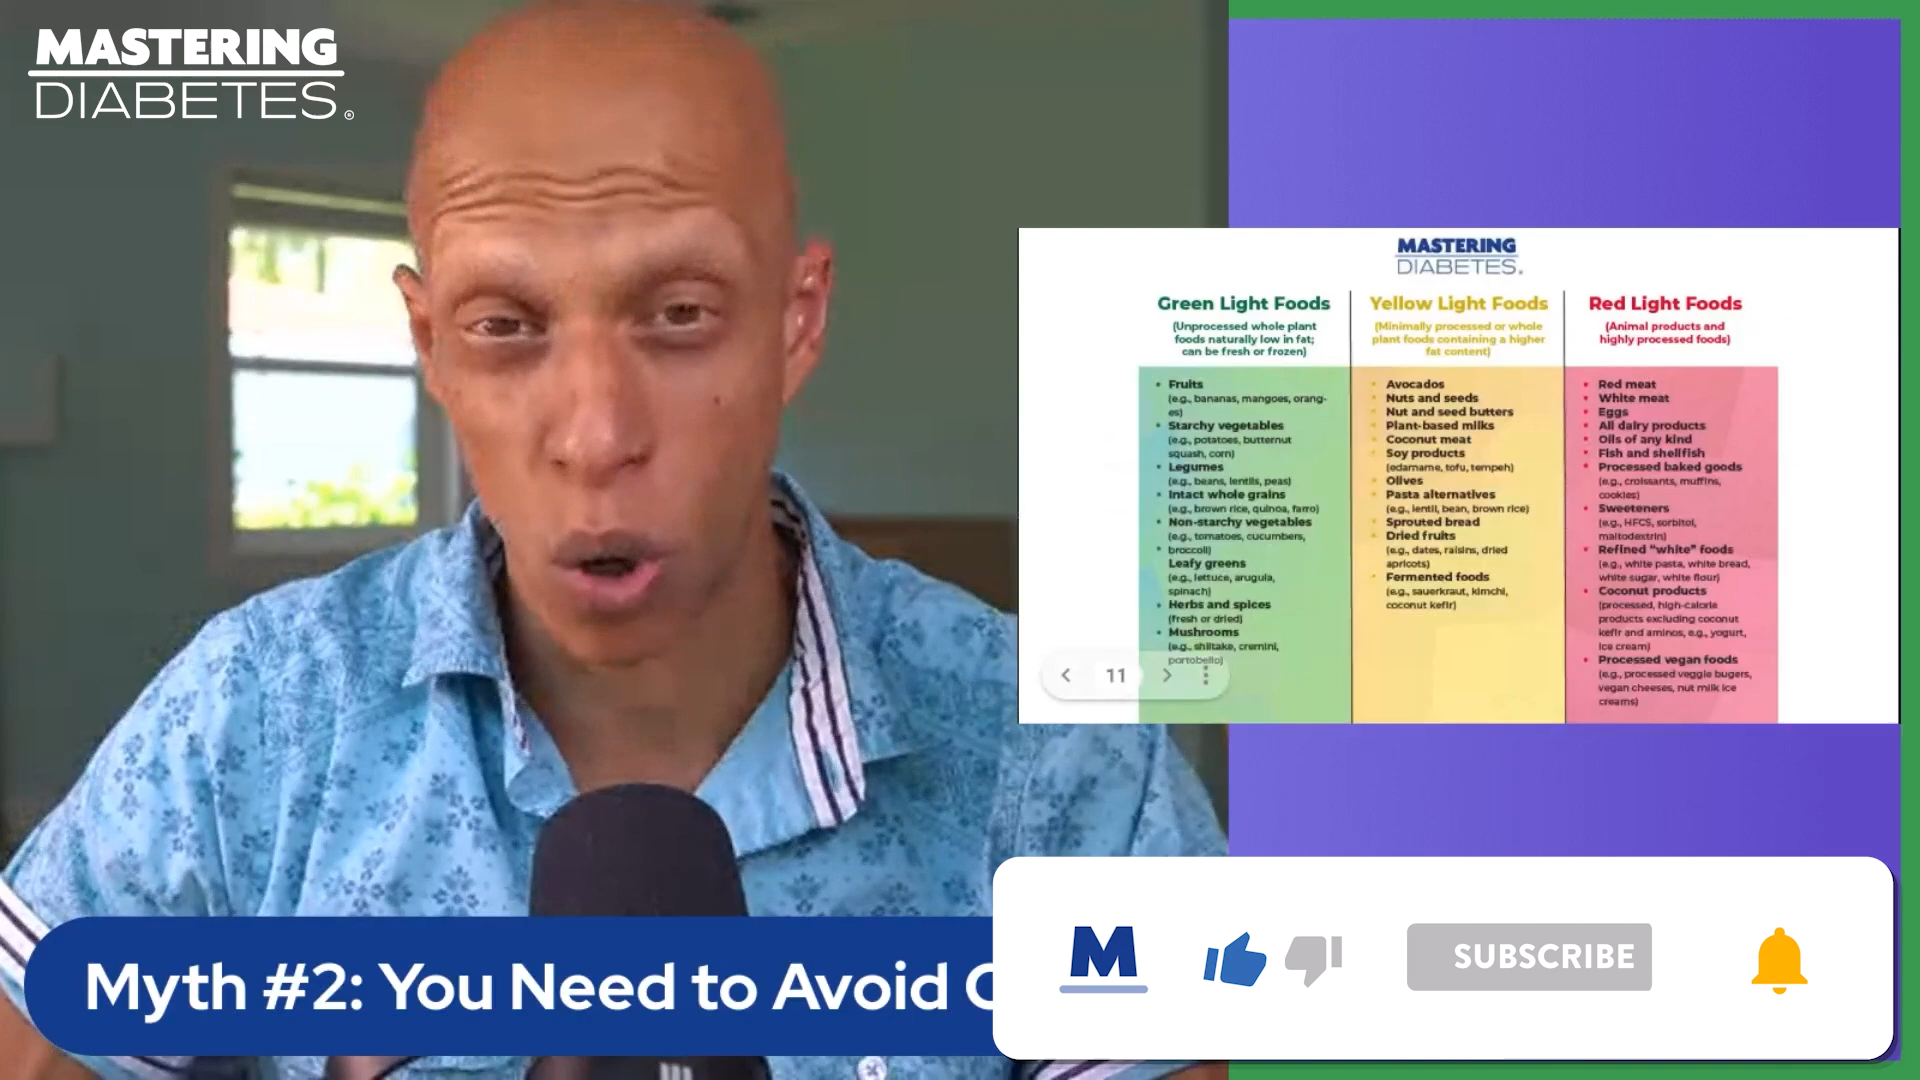 MASTERING
DIABETES®
MASTERING
DIABETES®
Green Light Foods
(Unprocessed whole plant
foods naturally low in fat;
can be fresh or frozen)
• Fruits
(e.g., bananas, mangoes, orang-
es)
• Starchy vegetables
(e.g., potatoes, butternut
squash, corn)
• Legumes
(e.g., beans, lentils, peas)
• Intact whole grains
(e.g., brown rice, quinoa, farro)
• Non-starchy vegetables
(e.g., tomatoes, cucumbers,
• broccoli)
Leafy greens
(e.g., lettuce, arugula,
spinach)
• Herbs and spices
(fresh or dried)
• Mushrooms
(e.g., shiitake, cremini,
portobello)
Yellow Light Foods
(Minimally processed or whole
plant foods containing a higher
fat content)
• Avocados
• Nuts and seeds
• Nut and seed butters
• Plant-based milks
• Coconut meat
• Soy products
(edamame, tofu, tempeh)
• Olives
• Pasta alternatives
(e.g., lentil, bean, brown rice)
• Sprouted bread
• Dried fruits
(e.g., dates, raisins, dried
apricots)
• Fermented foods
(e.g., sauerkraut, kimchi,
coconut kefir)
Red Light Foods
(Animal products and
highly processed foods)
• Red meat
• White meat
• Eggs
• All dairy products
• Oils of any kind
• Fish and shellfish
• Processed baked goods
(e.g., croissants, muffins,
cookies)
• Sweeteners
(e.g., HFCS, sorbitol,
maltodextrin)
• Refined “white” foods
(e.g., white pasta, white bread,
white sugar, white flour)
• Coconut products
(processed, high-calorie
products excluding coconut
kefir and aminos, e.g., yogurt,
ice cream)
• Processed vegan foods
(e.g., processed veggie bugers,
vegan cheeses, nut milk ice
creams)
11
Myth #2: You Need to Avoid
M
SUBSCRIBE